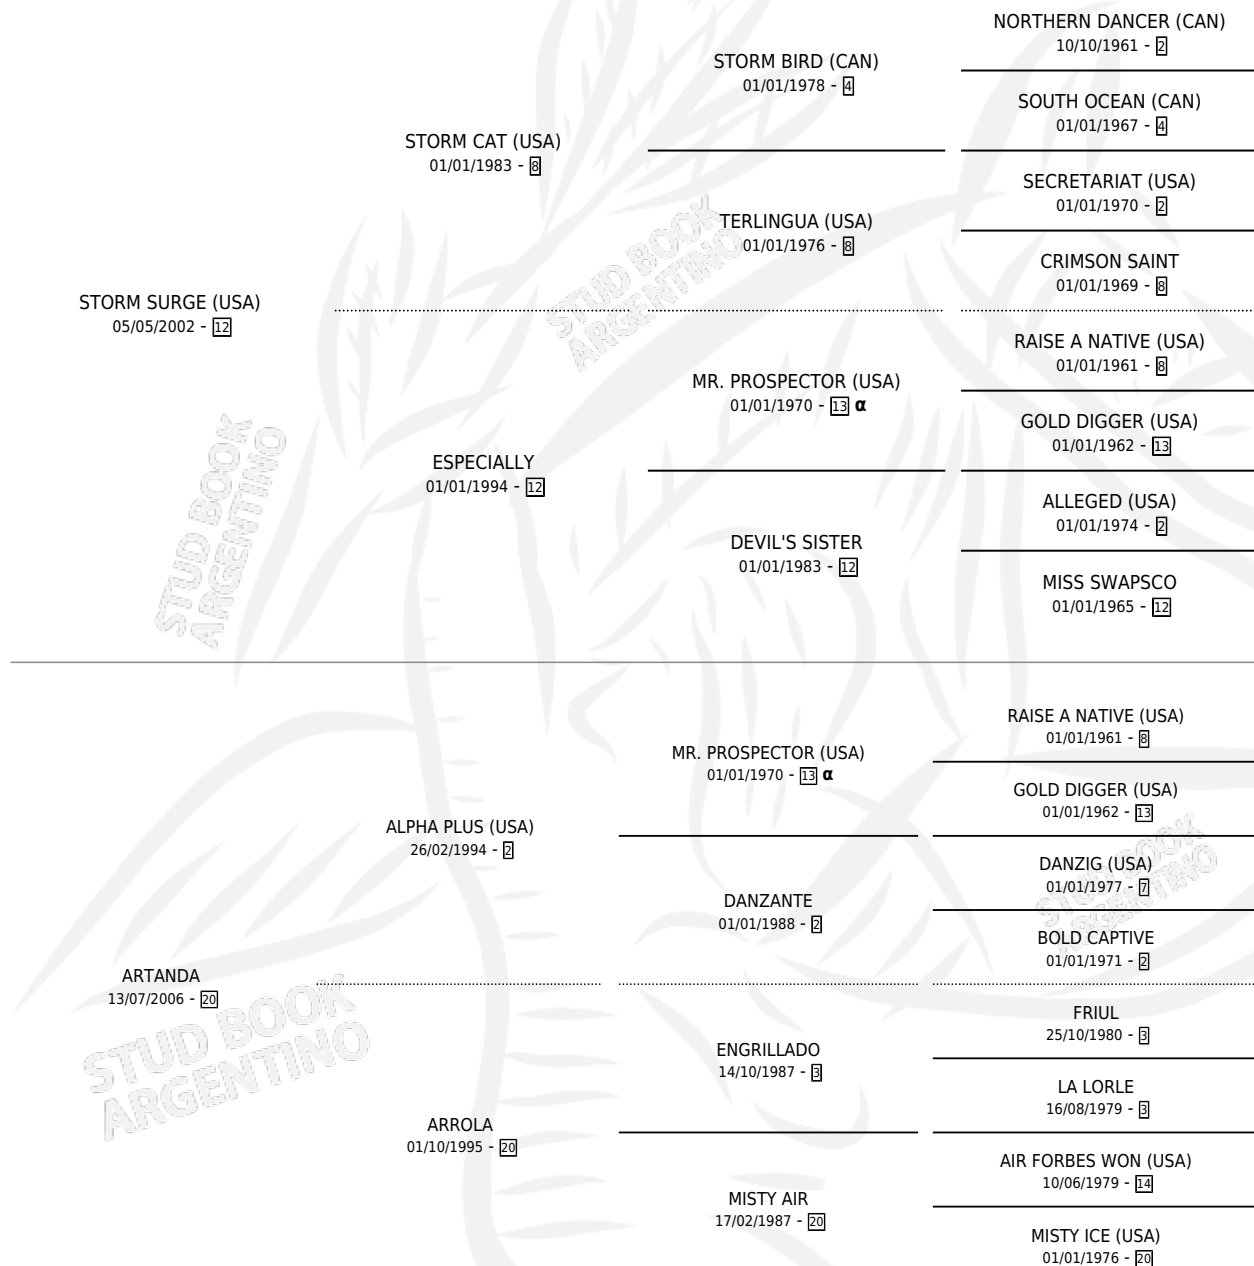 NORTHERN DANCER (CAN)
10/10/1961 - 2
STORM BIRD (CAN)
01/01/1978 - 4
SOUTH OCEAN (CAN)
01/01/1967 - 4
STORM CAT (USA)
01/01/1983 - 8
SECRETARIAT (USA)
01/01/1970 - 2
TERLINGUA (USA)
01/01/1976 - 8
CRIMSON SAINT
01/01/1969 - 8
STORM SURGE (USA)
05/05/2002 - 12
RAISE A NATIVE (USA)
01/01/1961 - 8
MR. PROSPECTOR (USA)
01/01/1970 - 13 α
GOLD DIGGER (USA)
01/01/1962 - 13
ESPECIALLY
01/01/1994 - 12
ALLEGED (USA)
01/01/1974 - 2
DEVIL'S SISTER
01/01/1983 - 12
MISS SWAPSCO
01/01/1965 - 12
RAISE A NATIVE (USA)
01/01/1961 - 8
MR. PROSPECTOR (USA)
01/01/1970 - 13 α
GOLD DIGGER (USA)
01/01/1962 - 13
ALPHA PLUS (USA)
26/02/1994 - 2
DANZIG (USA)
01/01/1977 - 7
DANZANTE
01/01/1988 - 2
BOLD CAPTIVE
01/01/1971 - 2
ARTANDA
13/07/2006 - 20
FRIUL
25/10/1980 - 3
ENGRILLADO
14/10/1987 - 3
LA LORLE
16/08/1979 - 3
ARROLA
01/10/1995 - 20
AIR FORBES WON (USA)
10/06/1979 - 14
MISTY AIR
17/02/1987 - 20
MISTY ICE (USA)
01/01/1976 - 20
STUD BOOK
ARGENTINO
STUD BOOK
ARGENTINO
STUD BOOK
ARGENTINO
STUD BOOK
ARGENTINO